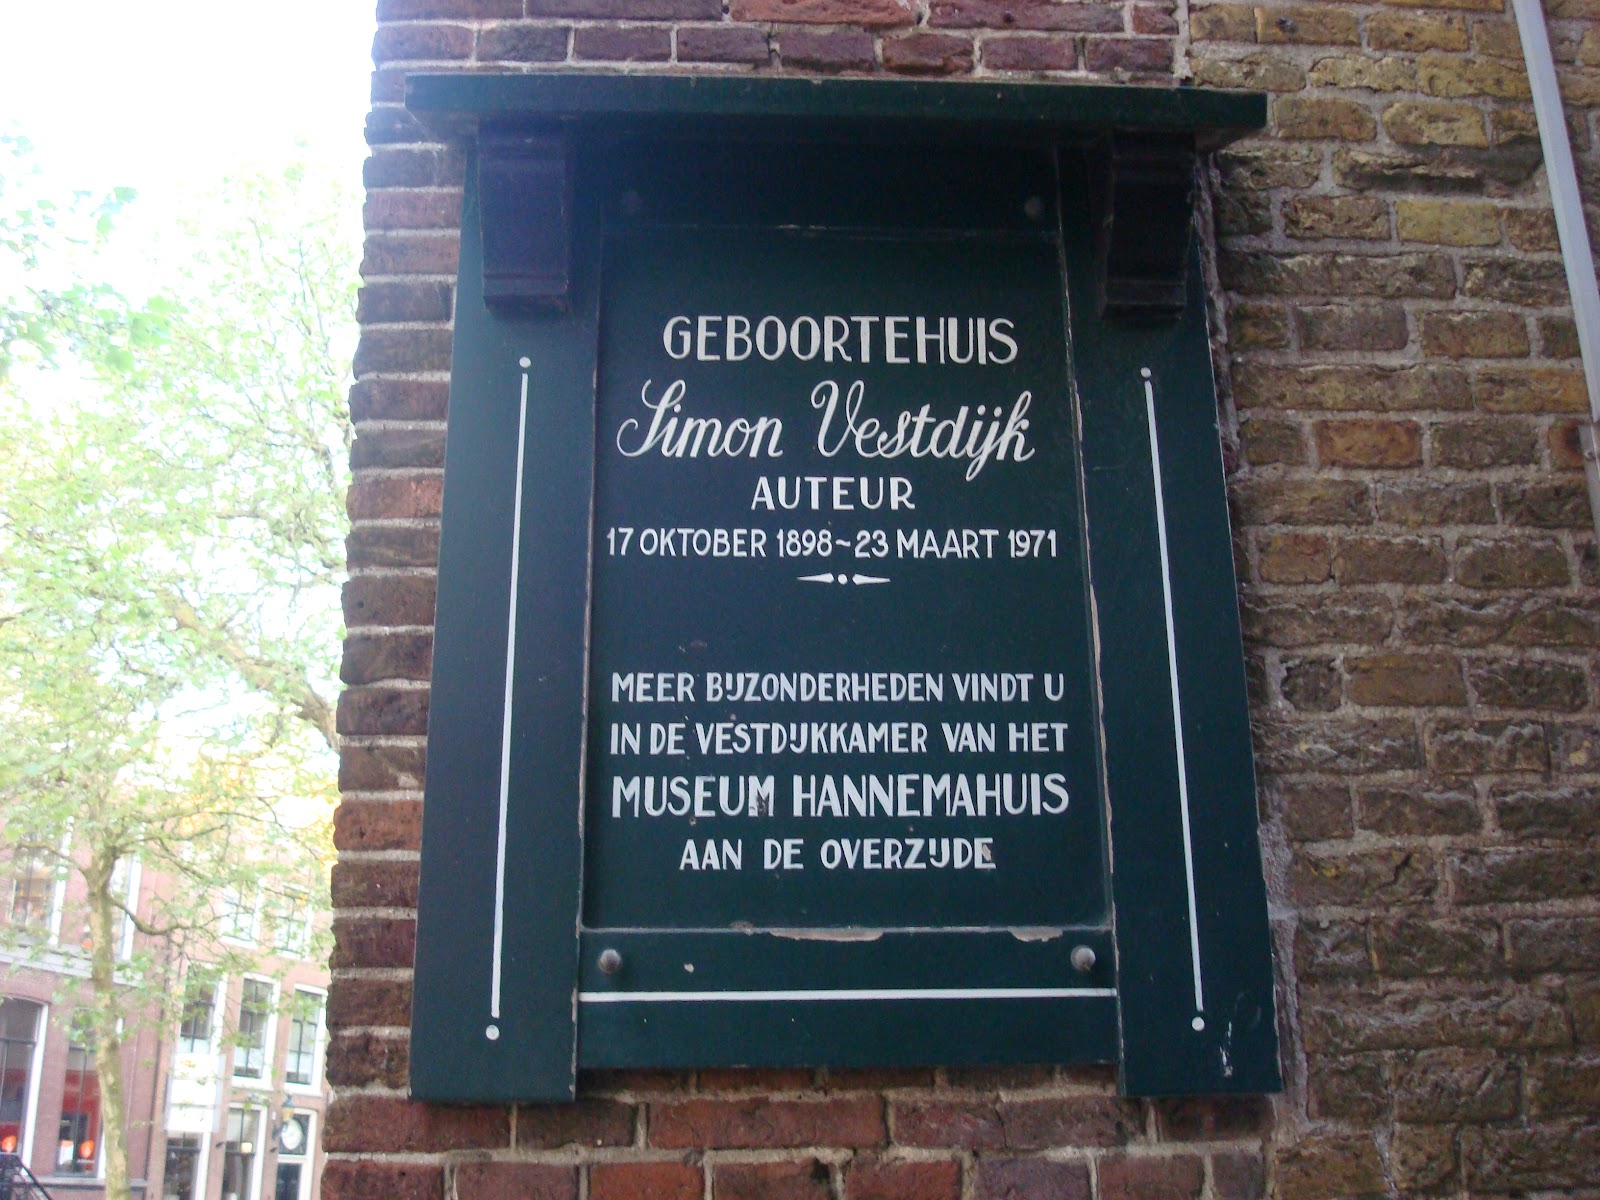 GEBOORTEHUIS
Simon Vestdijk
AUTEUR
17 OKTOBER 1898~23 MAART 1971
MEER BIJZONDERHEDEN VINDT U
IN DE VESTDIJKKAMER VAN HET
MUSEUM HANNEMAHUIS
AAN DE OVERZIJDE